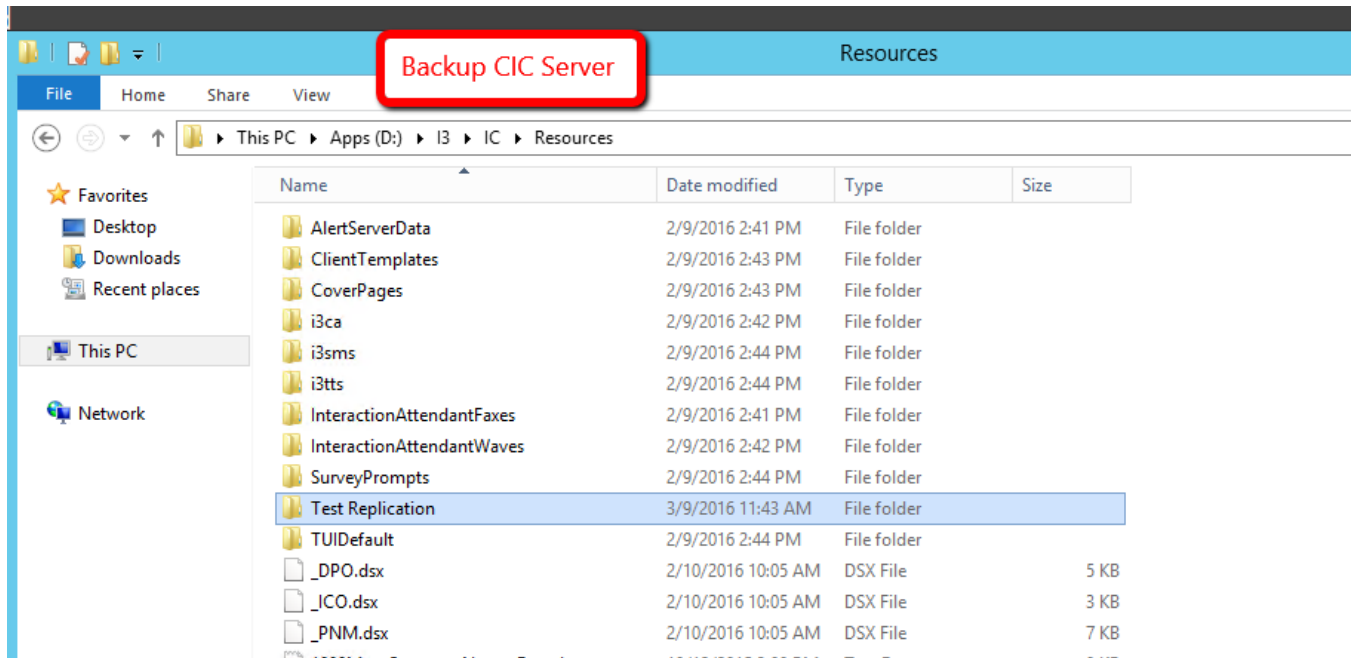 Resources
Backup CIC Server
File Home Share View
This PC Apps (D:) I3 IC Resources
Name Date modified Type Size
Favorites
Desktop
Downloads
Recent places
This PC
Network
AlertServerData 2/9/2016 2:41 PM File folder
ClientTemplates 2/9/2016 2:43 PM File folder
CoverPages 2/9/2016 2:43 PM File folder
i3ca 2/9/2016 2:42 PM File folder
i3sms 2/9/2016 2:44 PM File folder
i3tts 2/9/2016 2:44 PM File folder
InteractionAttendantFaxes 2/9/2016 2:41 PM File folder
InteractionAttendantWaves 2/9/2016 2:42 PM File folder
SurveyPrompts 2/9/2016 2:44 PM File folder
Test Replication 3/9/2016 11:43 AM File folder
TUIDefault 2/9/2016 2:44 PM File folder
_DPO.dsx 2/10/2016 10:05 AM DSX File 5 KB
_ICO.dsx 2/10/2016 10:05 AM DSX File 3 KB
_PNM.dsx 2/10/2016 10:05 AM DSX File 7 KB